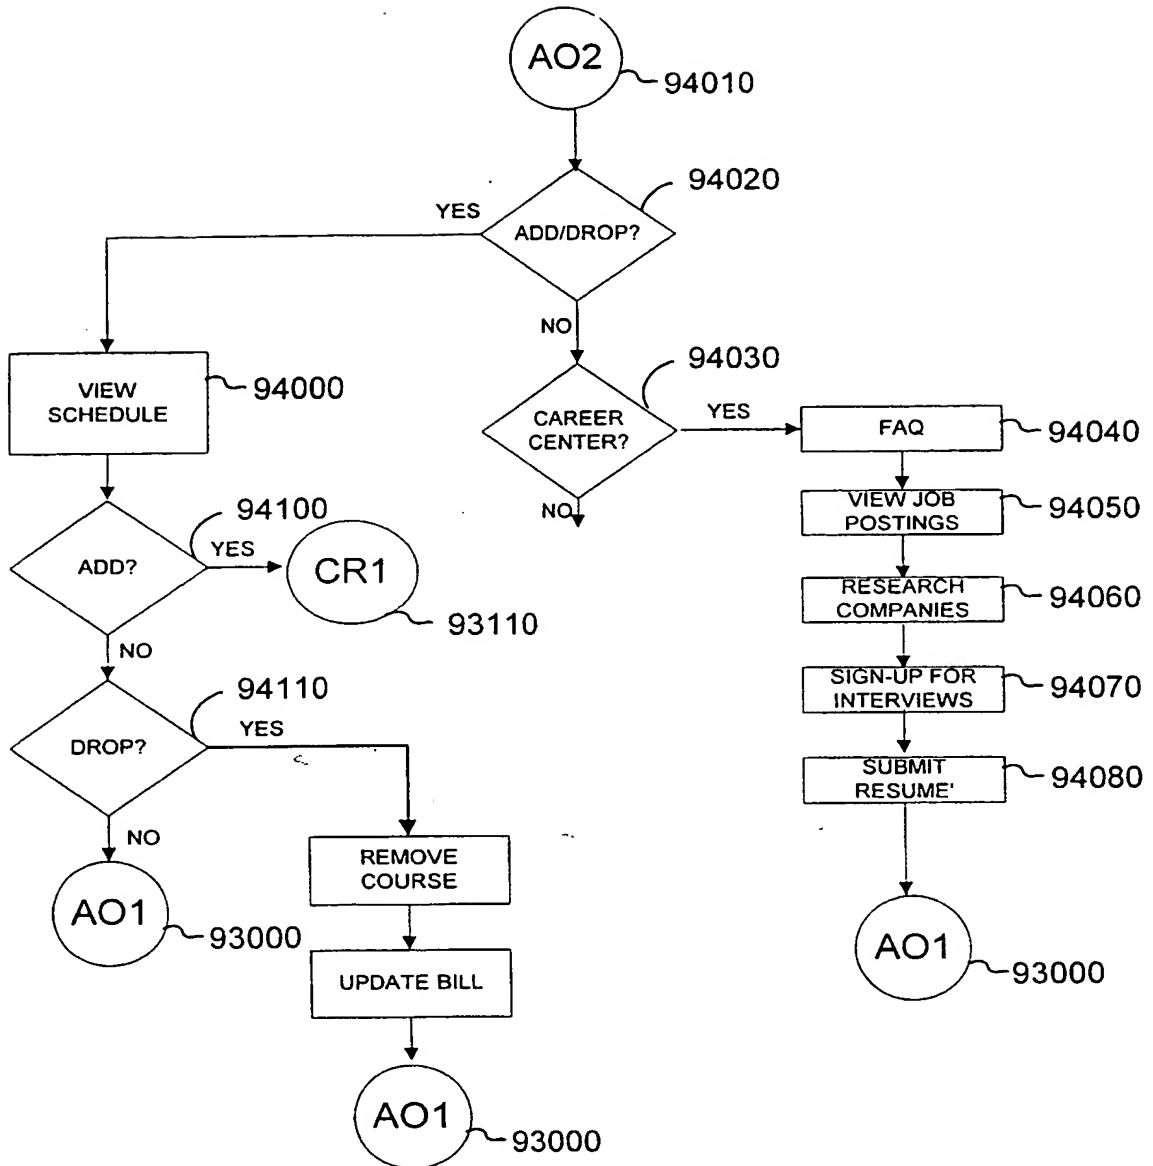 AO2
94010
94020
YES
ADD/DROP?
NO
94030
VIEW
SCHEDULE
94000
CAREER
CENTER?
YES
FAQ
94040
NO
VIEW JOB
POSTINGS
94050
94100
ADD?
YES
CR1
93110
RESEARCH
COMPANIES
94060
NO
SIGN-UP FOR
INTERVIEWS
94070
94110
DROP?
YES
SUBMIT
RESUME'
94080
NO
REMOVE
COURSE
AO1
93000
AO1
93000
UPDATE BILL
AO1
93000